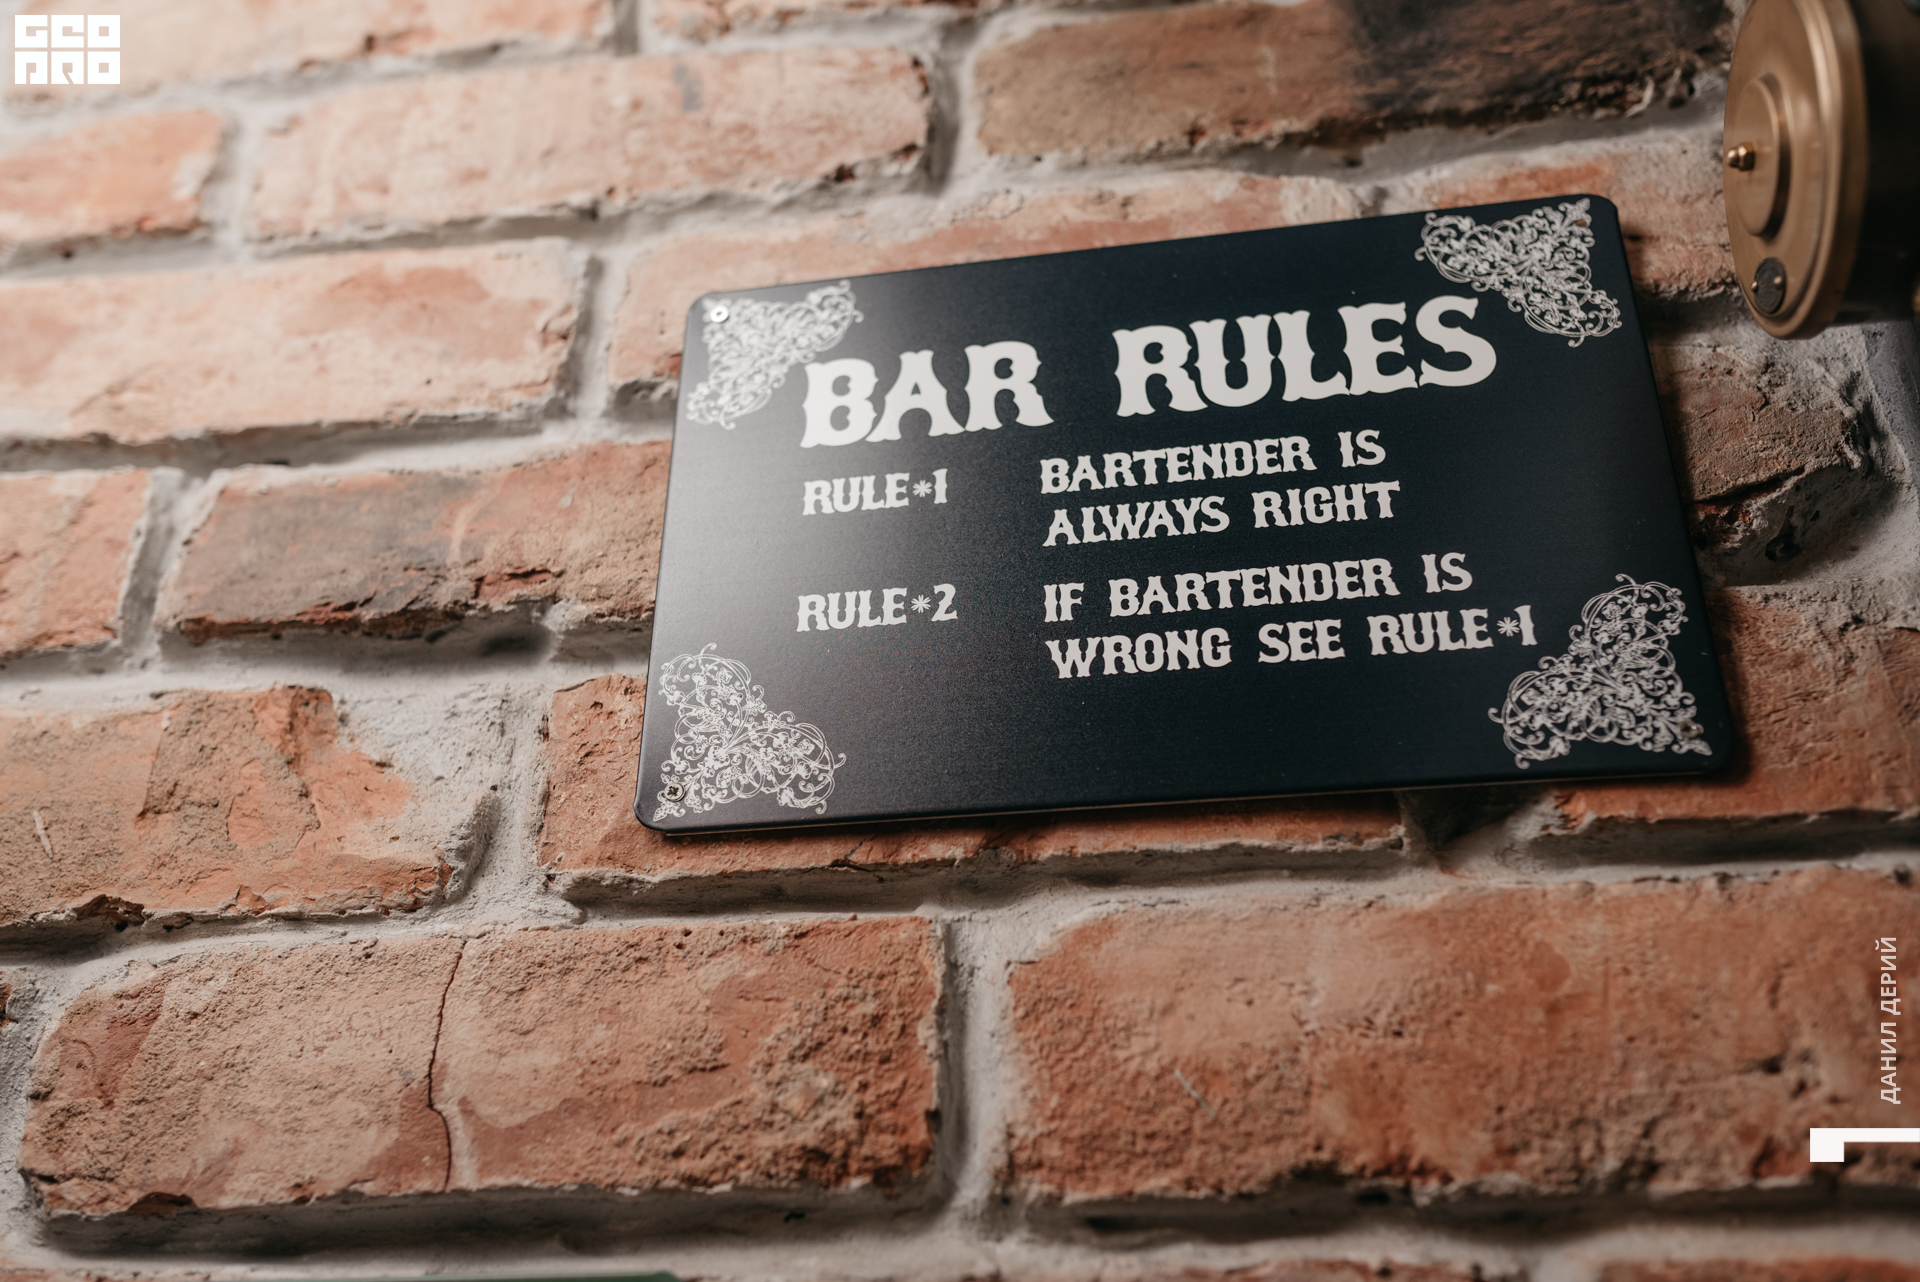 GEO
PRO
BAR RULES
RULE*1 BARTENDER IS
ALWAYS RIGHT
RULE*2 IF BARTENDER IS
WRONG SEE RULE*1
ДАНИЛ ДЕРИЙ